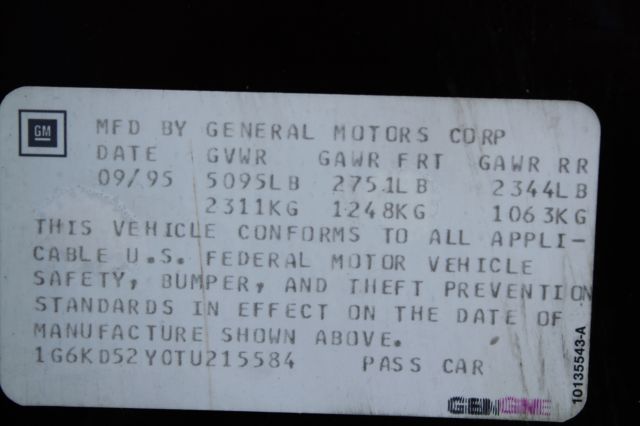 GM
MFD BY GENERAL MOTORS CORP
DATE GVWR GAWR FRT GAWR RR
09/95 5095LB 2751LB 2344LB
2311KG 1248KG 1063KG
THIS VEHICLE CONFORMS TO ALL APPLI-
CABLE U.S. FEDERAL MOTOR VEHICLE
SAFETY, BUMPER, AND THEFT PREVENTION
STANDARDS IN EFFECT ON THE DATE OF
MANUFACTURE SHOWN ABOVE.
1G6KD52Y0TU215584 PASS CAR
10135543-A